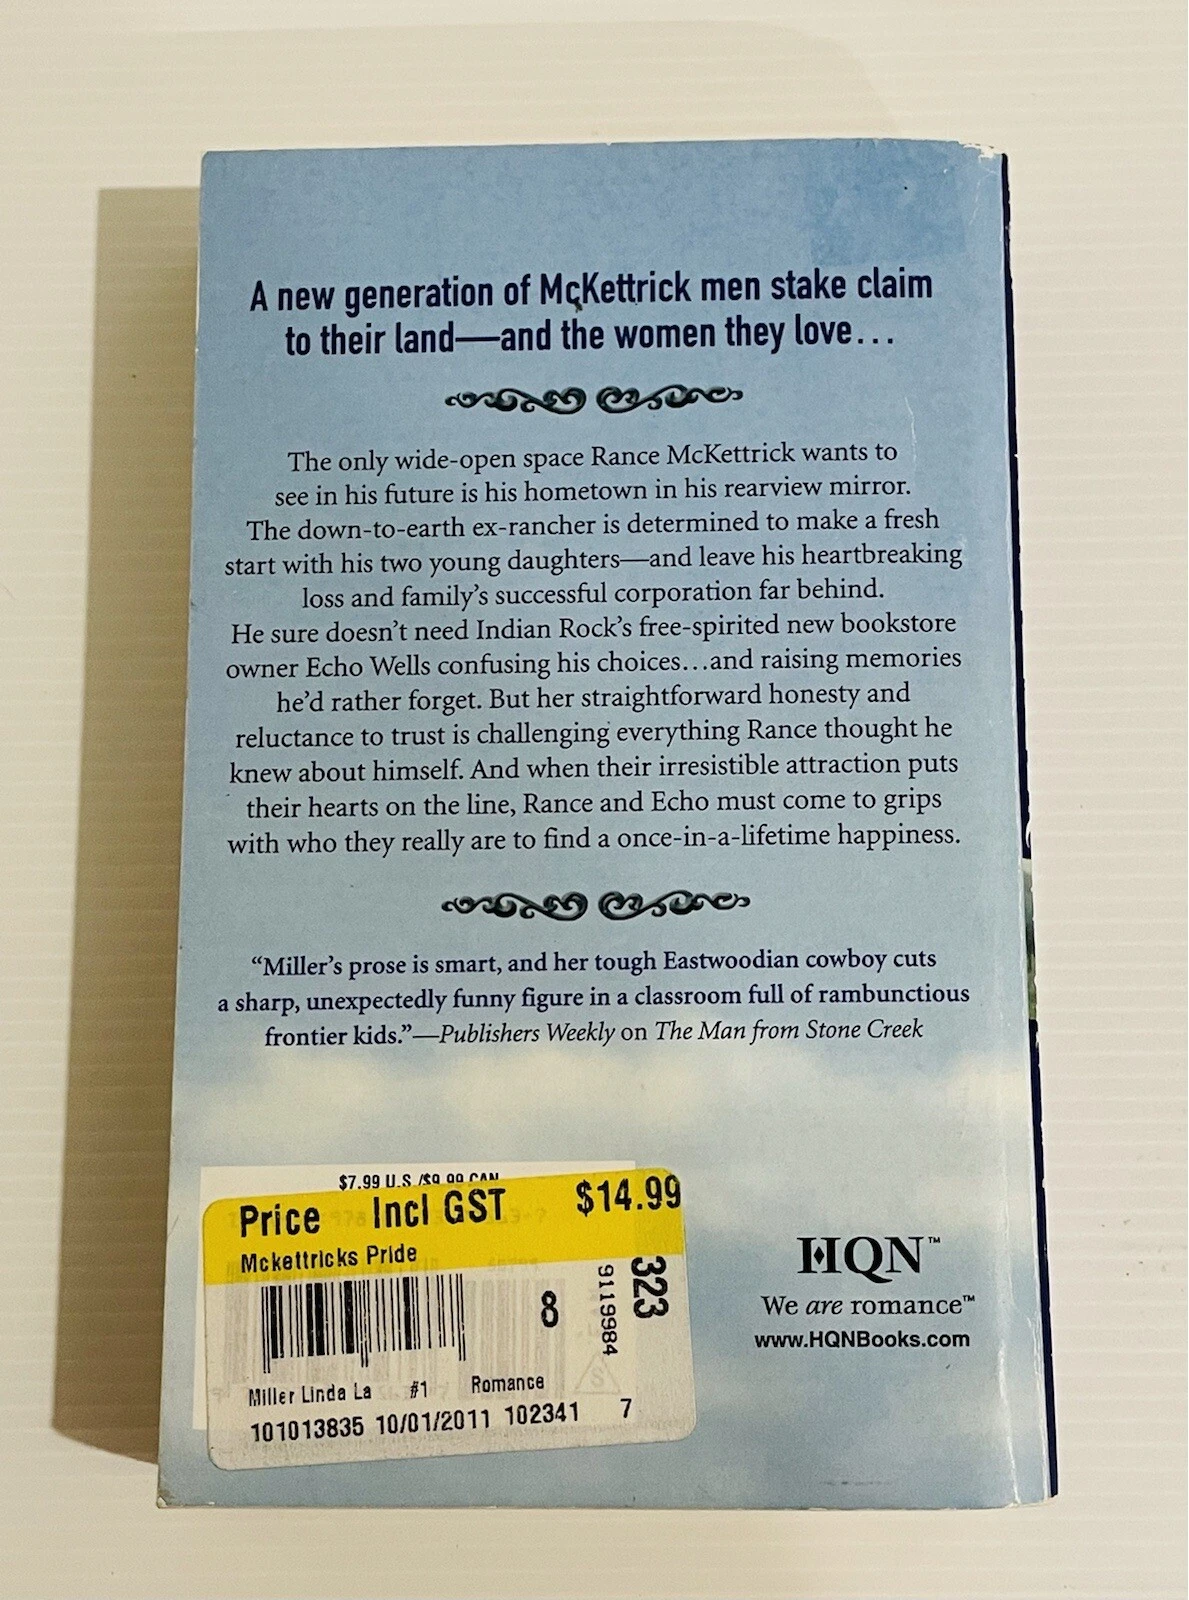 A new generation of McKettrick men stake claim
to their land—and the women they love...
The only wide-open space Rance McKettrick wants to
see in his future is his hometown in his rearview mirror.
The down-to-earth ex-rancher is determined to make a fresh
start with his two young daughters—and leave his heartbreaking
loss and family's successful corporation far behind.
He sure doesn't need Indian Rock's free-spirited new bookstore
owner Echo Wells confusing his choices...and raising memories
he'd rather forget. But her straightforward honesty and
reluctance to trust is challenging everything Rance thought he
knew about himself. And when their irresistible attraction puts
their hearts on the line, Rance and Echo must come to grips
with who they really are to find a once-in-a-lifetime happiness.
"Miller's prose is smart, and her tough Eastwoodian cowboy cuts
a sharp, unexpectedly funny figure in a classroom full of rambunctious
frontier kids."—Publishers Weekly on The Man from Stone Creek
$7.99 U.S./$9.99 CAN
Price Incl GST $14.99
Mckettricks Pride
8
9119984
323
Miller Linda La #1 Romance
101013835 10/01/2011 102341 7
HQN™
We are romance™
www.HQNBooks.com